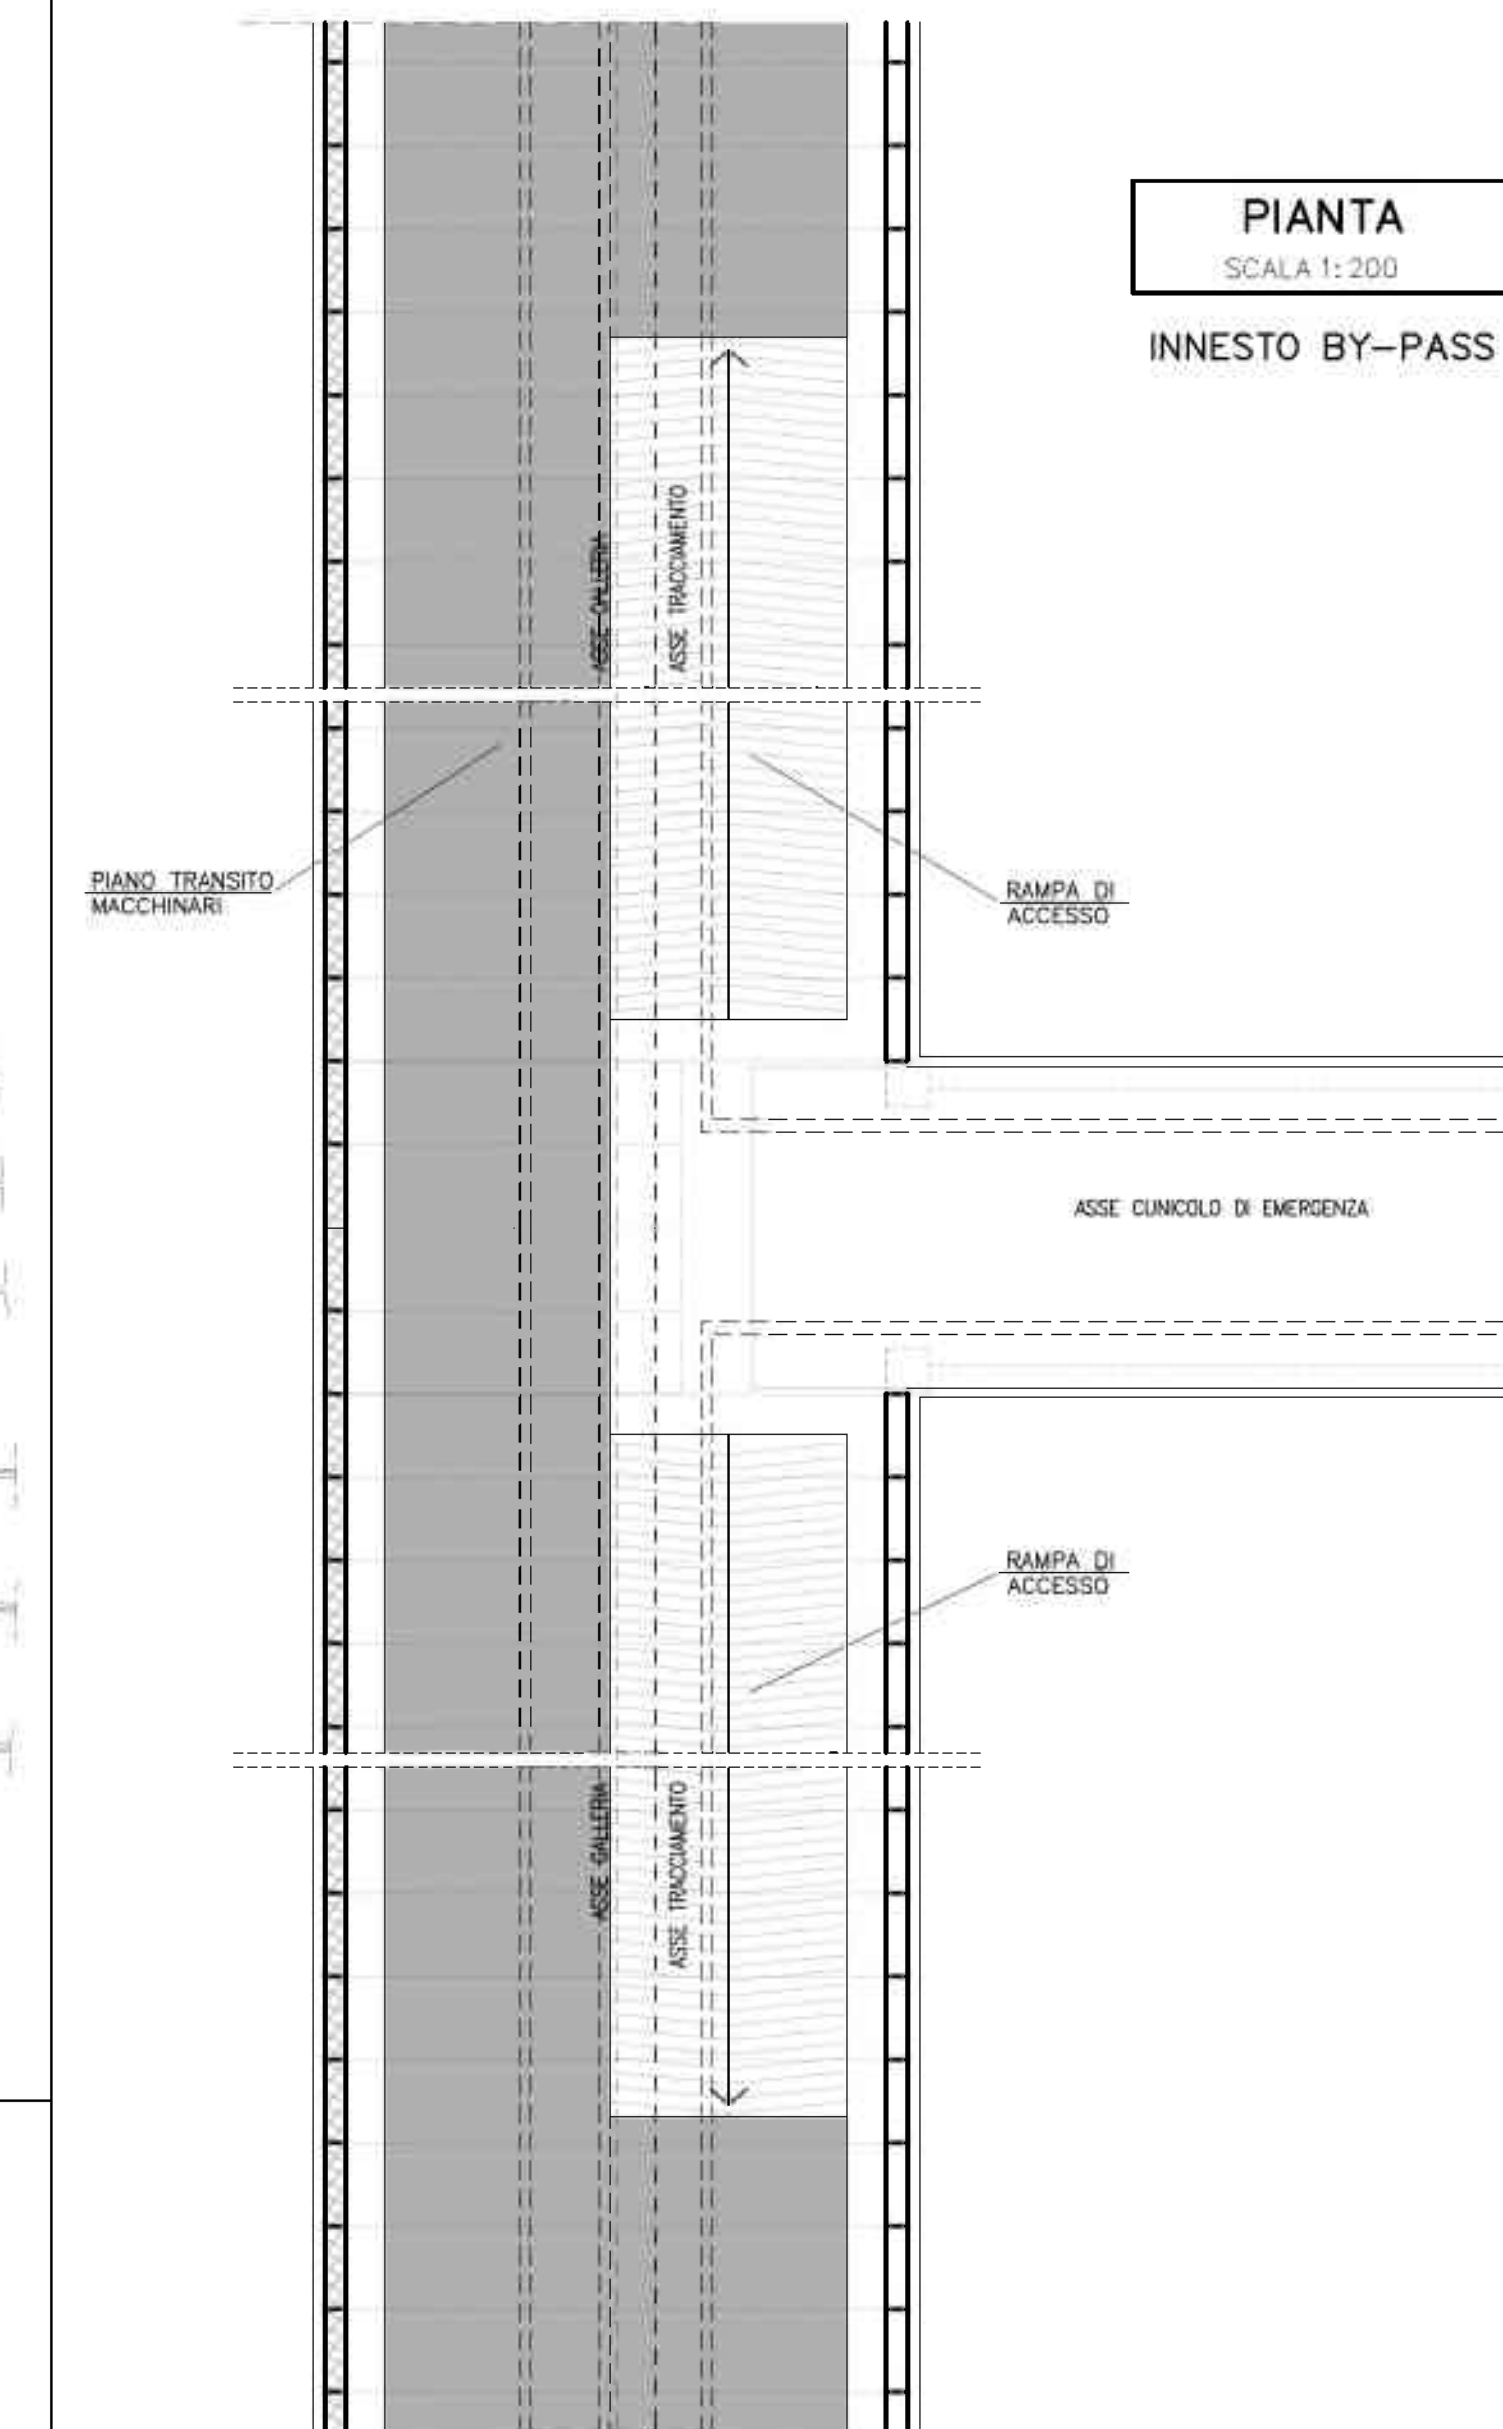 PIANTA
SCALA 1:200
INNESTO BY-PASS
ASSE GALLERIA
ASSE TRACCIAMENTO
PIANO TRANSITO
MACCHINARI
RAMPA DI
ACCESSO
ASSE CUNICOLO DI EMERGENZA
RAMPA DI
ACCESSO
ASSE GALLERIA
ASSE TRACCIAMENTO